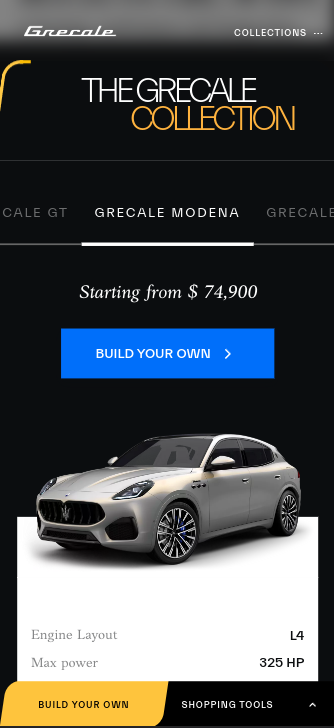 Grecale
COLLECTIONS ...
THE GRECALE
COLLECTION
CALE GT GRECALE MODENA GRECALE
Starting from $ 74,900
BUILD YOUR OWN
Engine Layout L4
Max power 325 HP
BUILD YOUR OWN SHOPPING TOOLS